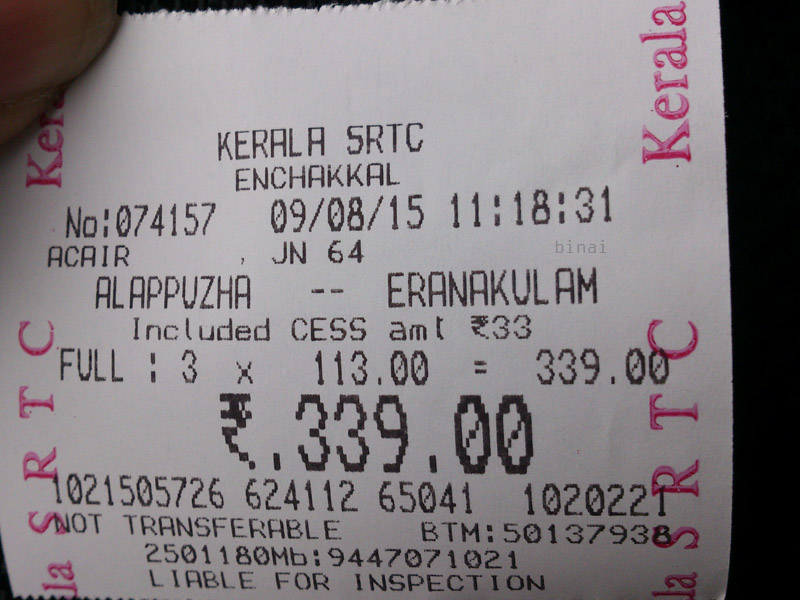 KERALA SRTC
ENCHAKKAL
No:074157 09/08/15 11:18:31
binai
ACAIR , JN 64
ALAPPUZHA -- ERANAKULAM
Included CESS amt ₹33
FULL : 3 x 113.00 = 339.00
₹.339.00
1021505726 624112 65041 1020221
NOT TRANSFERABLE BTM:50137938
2501180Mb:9447071021
LIABLE FOR INSPECTION
Kerala
la S R T C
Kerala
la S R T C